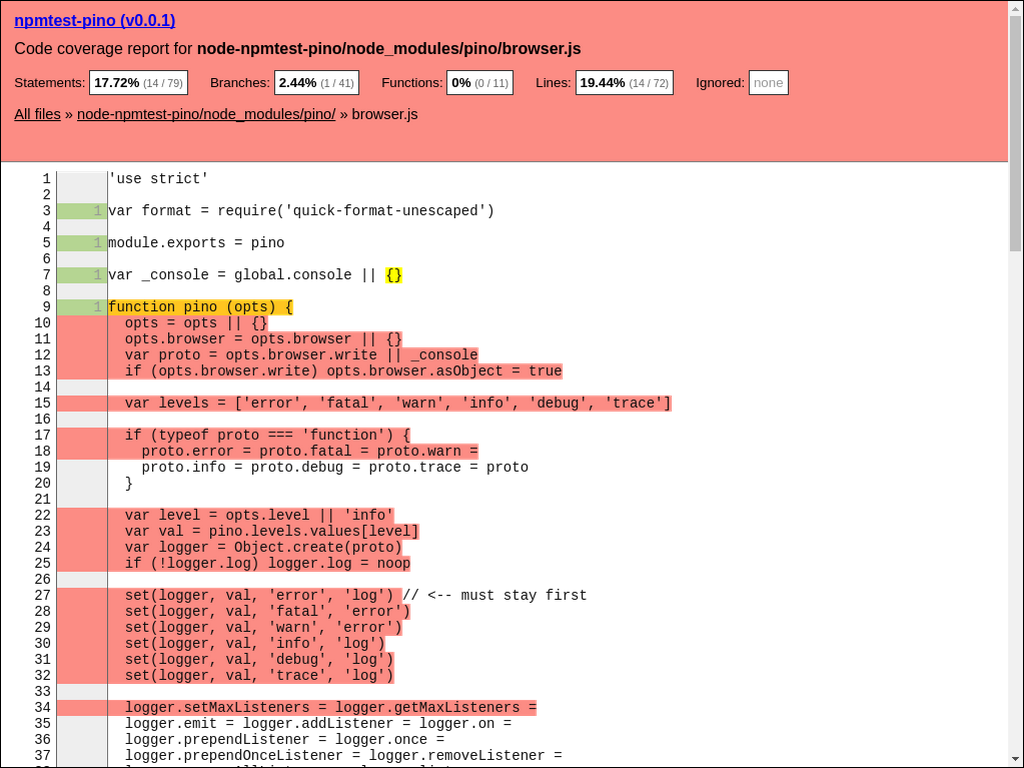 npmtest-pino (v0.0.1)
Code coverage report for node-npmtest-pino/node_modules/pino/browser.js
Statements: 17.72% (14 / 79) Branches: 2.44% (1 / 41) Functions: 0% (0 / 11) Lines: 19.44% (14 / 72) Ignored: none
All files » node-npmtest-pino/node_modules/pino/ » browser.js
1 'use strict'
2
3 1 var format = require('quick-format-unescaped')
4
5 1 module.exports = pino
6
7 1 var _console = global.console || {}
8
9 1 function pino (opts) {
10 opts = opts || {}
11 opts.browser = opts.browser || {}
12 var proto = opts.browser.write || _console
13 if (opts.browser.write) opts.browser.asObject = true
14
15 var levels = ['error', 'fatal', 'warn', 'info', 'debug', 'trace']
16
17 if (typeof proto === 'function') {
18 proto.error = proto.fatal = proto.warn =
19 proto.info = proto.debug = proto.trace = proto
20 }
21
22 var level = opts.level || 'info'
23 var val = pino.levels.values[level]
24 var logger = Object.create(proto)
25 if (!logger.log) logger.log = noop
26
27 set(logger, val, 'error', 'log') // <-- must stay first
28 set(logger, val, 'fatal', 'error')
29 set(logger, val, 'warn', 'error')
30 set(logger, val, 'info', 'log')
31 set(logger, val, 'debug', 'log')
32 set(logger, val, 'trace', 'log')
33
34 logger.setMaxListeners = logger.getMaxListeners =
35 logger.emit = logger.addListener = logger.on =
36 logger.prependListener = logger.once =
37 logger.prependOnceListener = logger.removeListener =